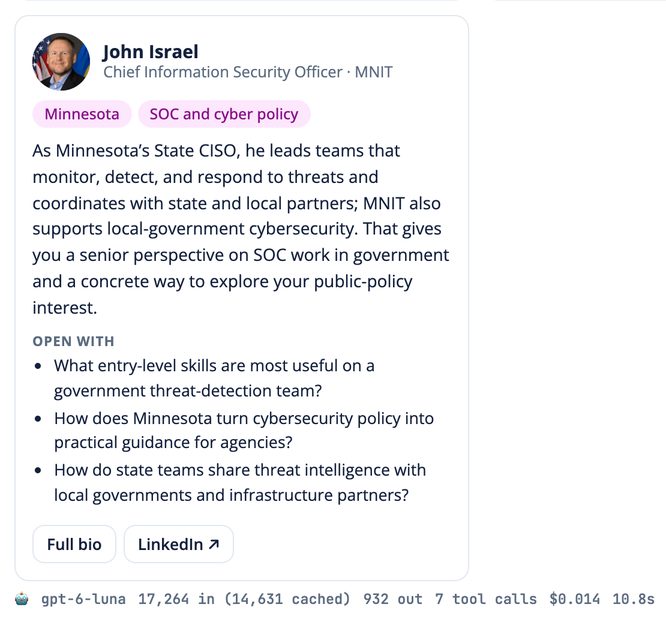 John Israel
Chief Information Security Officer · MNIT
Minnesota
SOC and cyber policy
As Minnesota’s State CISO, he leads teams that
monitor, detect, and respond to threats and
coordinates with state and local partners; MNIT also
supports local-government cybersecurity. That gives
you a senior perspective on SOC work in government
and a concrete way to explore your public-policy
interest.
OPEN WITH
• What entry-level skills are most useful on a
government threat-detection team?
• How does Minnesota turn cybersecurity policy into
practical guidance for agencies?
• How do state teams share threat intelligence with
local governments and infrastructure partners?
Full bio
LinkedIn ↗
gpt-6-luna 17,264 in (14,631 cached) 932 out 7 tool calls $0.014 10.8s